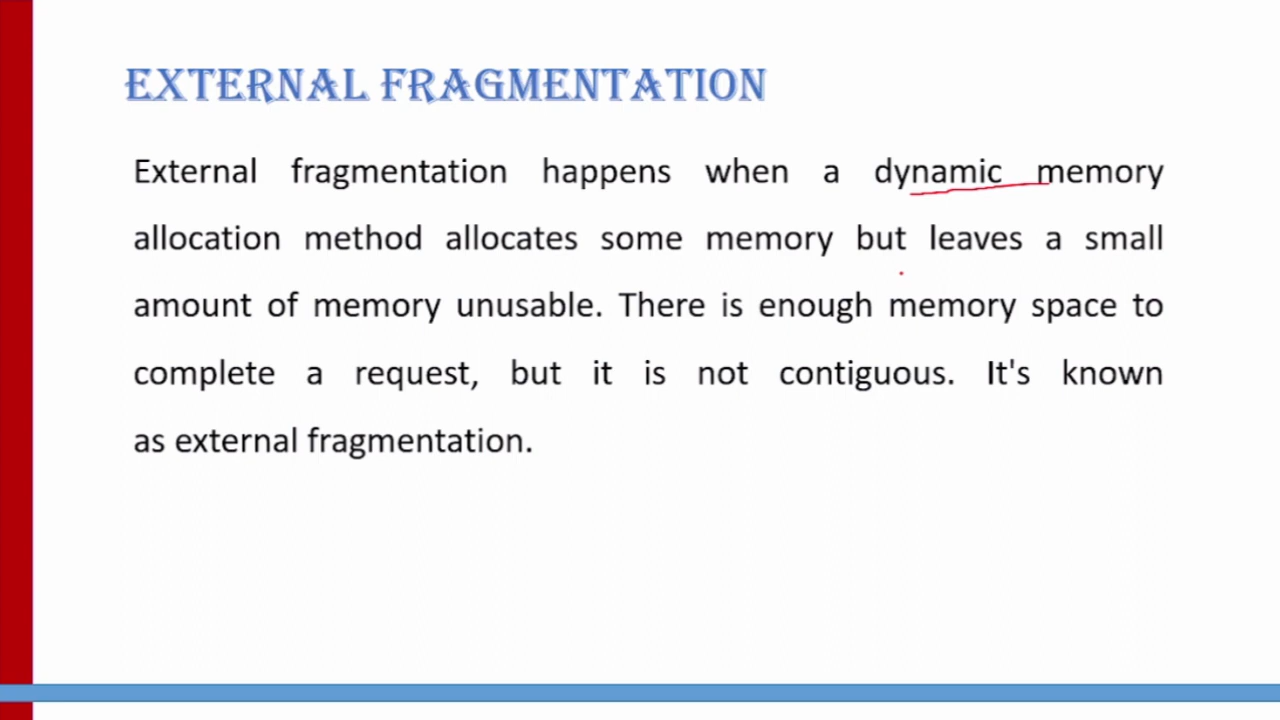 EXTERNAL FRAGMENTATION
External fragmentation happens when a dynamic memory
allocation method allocates some memory but leaves a small
amount of memory unusable. There is enough memory space to
complete a request, but it is not contiguous. It's known
as external fragmentation.